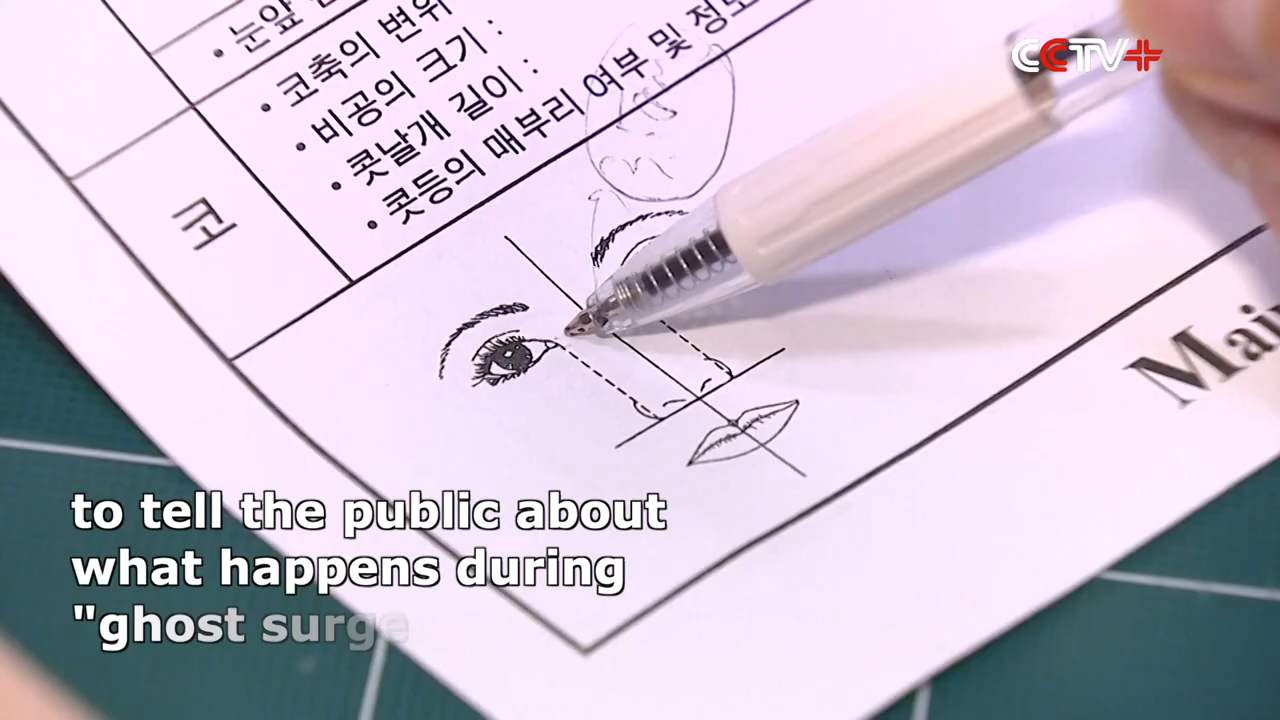 CCTV+
• 눈앞
• 코축의 변위
• 비공의 크기 :
• 콧날개 길이 :
• 콧등의 매부리 여부 및 정도
코
Mai
to tell the public about
what happens during
"ghost surge